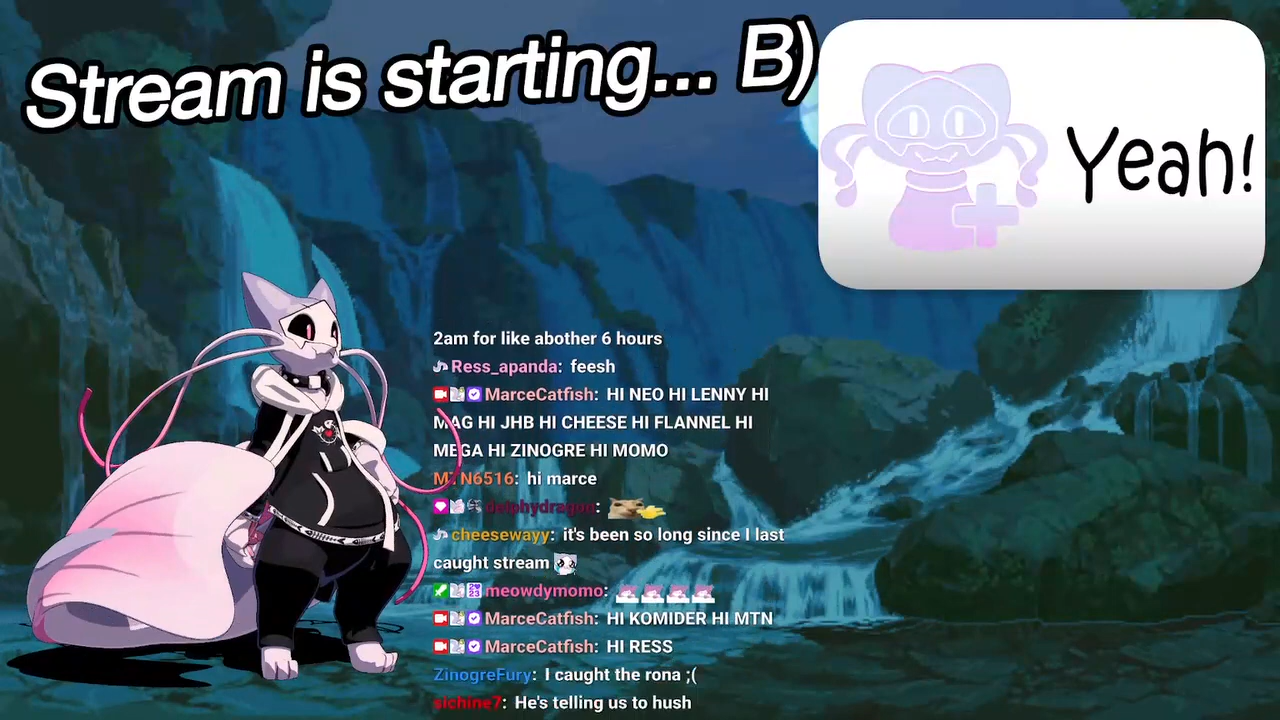 Stream is starting... B)
Yeah!
2am for like abother 6 hours
Ress_apanda: feesh
MarceCatfish: HI NEO HI LENNY HI
MAG HI JHB HI CHEESE HI FLANNEL HI
MEGA HI ZINOGRE HI MOMO
MTN6516: hi marce
delphydragon:
cheesewayy: it's been so long since I last
caught stream
meowdymomo:
MarceCatfish: HI KOMIDER HI MTN
MarceCatfish: HI RESS
ZinogreFury: I caught the rona ;(
sichine7: He's telling us to hush